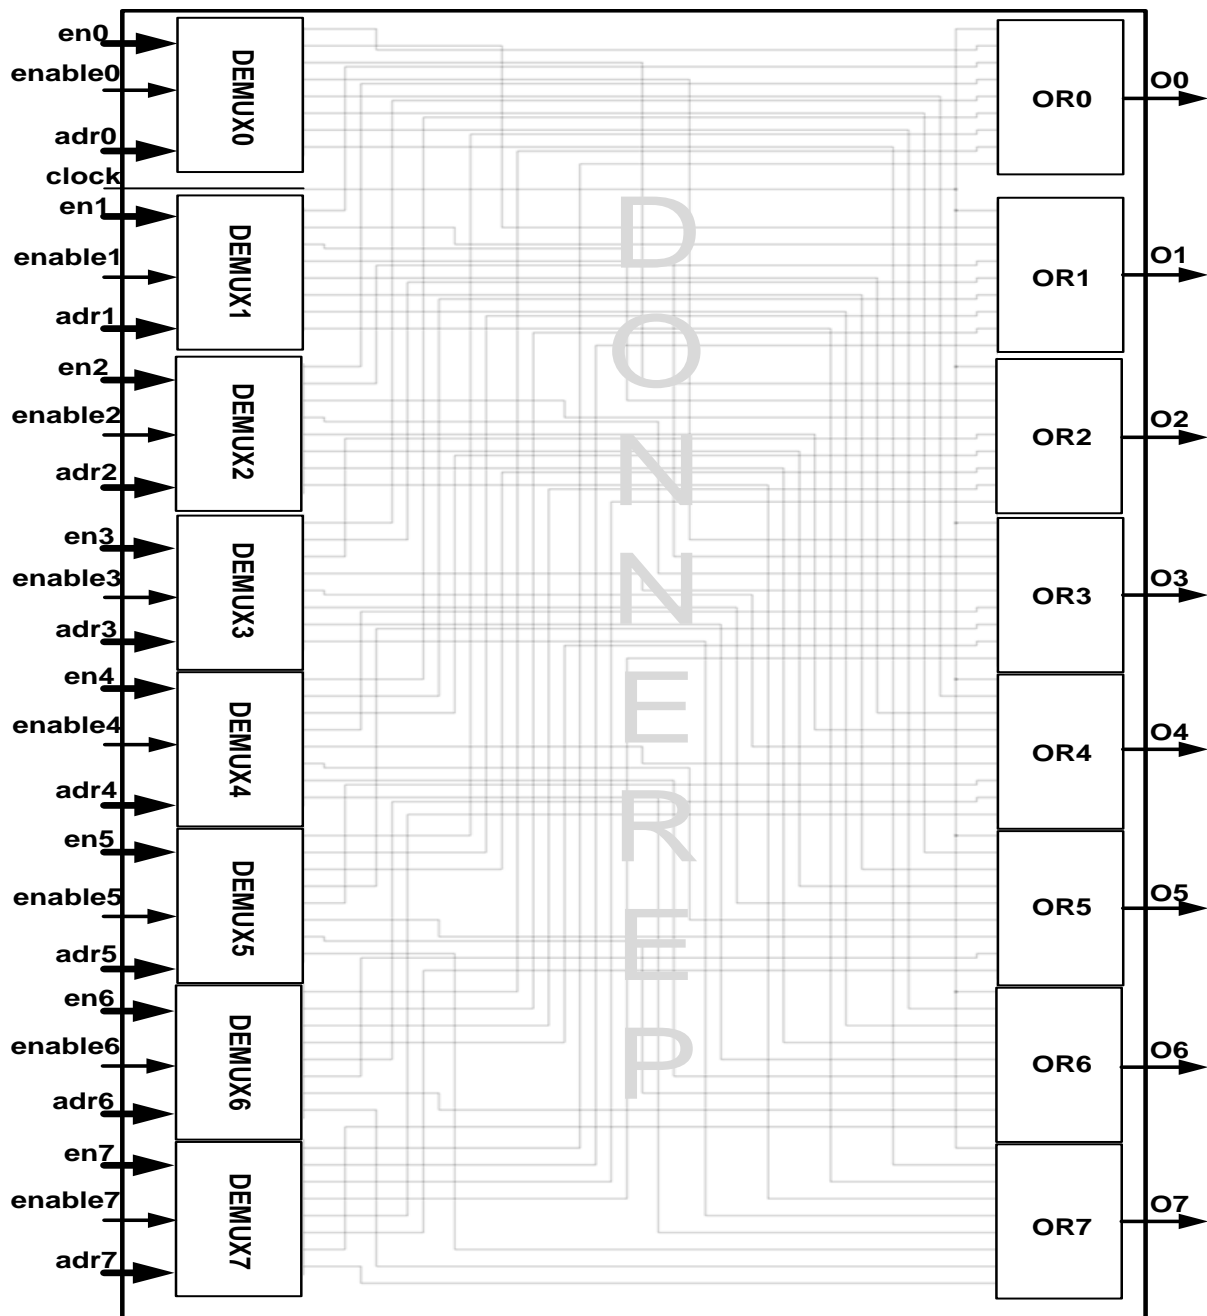 en0
enable0
adr0
clock
DEMUX0
OR0
O0
en1
enable1
adr1
DEMUX1
OR1
O1
en2
enable2
adr2
DEMUX2
OR2
O2
en3
enable3
adr3
DEMUX3
OR3
O3
en4
enable4
adr4
DEMUX4
OR4
O4
en5
enable5
adr5
DEMUX5
OR5
O5
en6
enable6
adr6
DEMUX6
OR6
O6
en7
enable7
adr7
DEMUX7
OR7
O7
DONNEREP